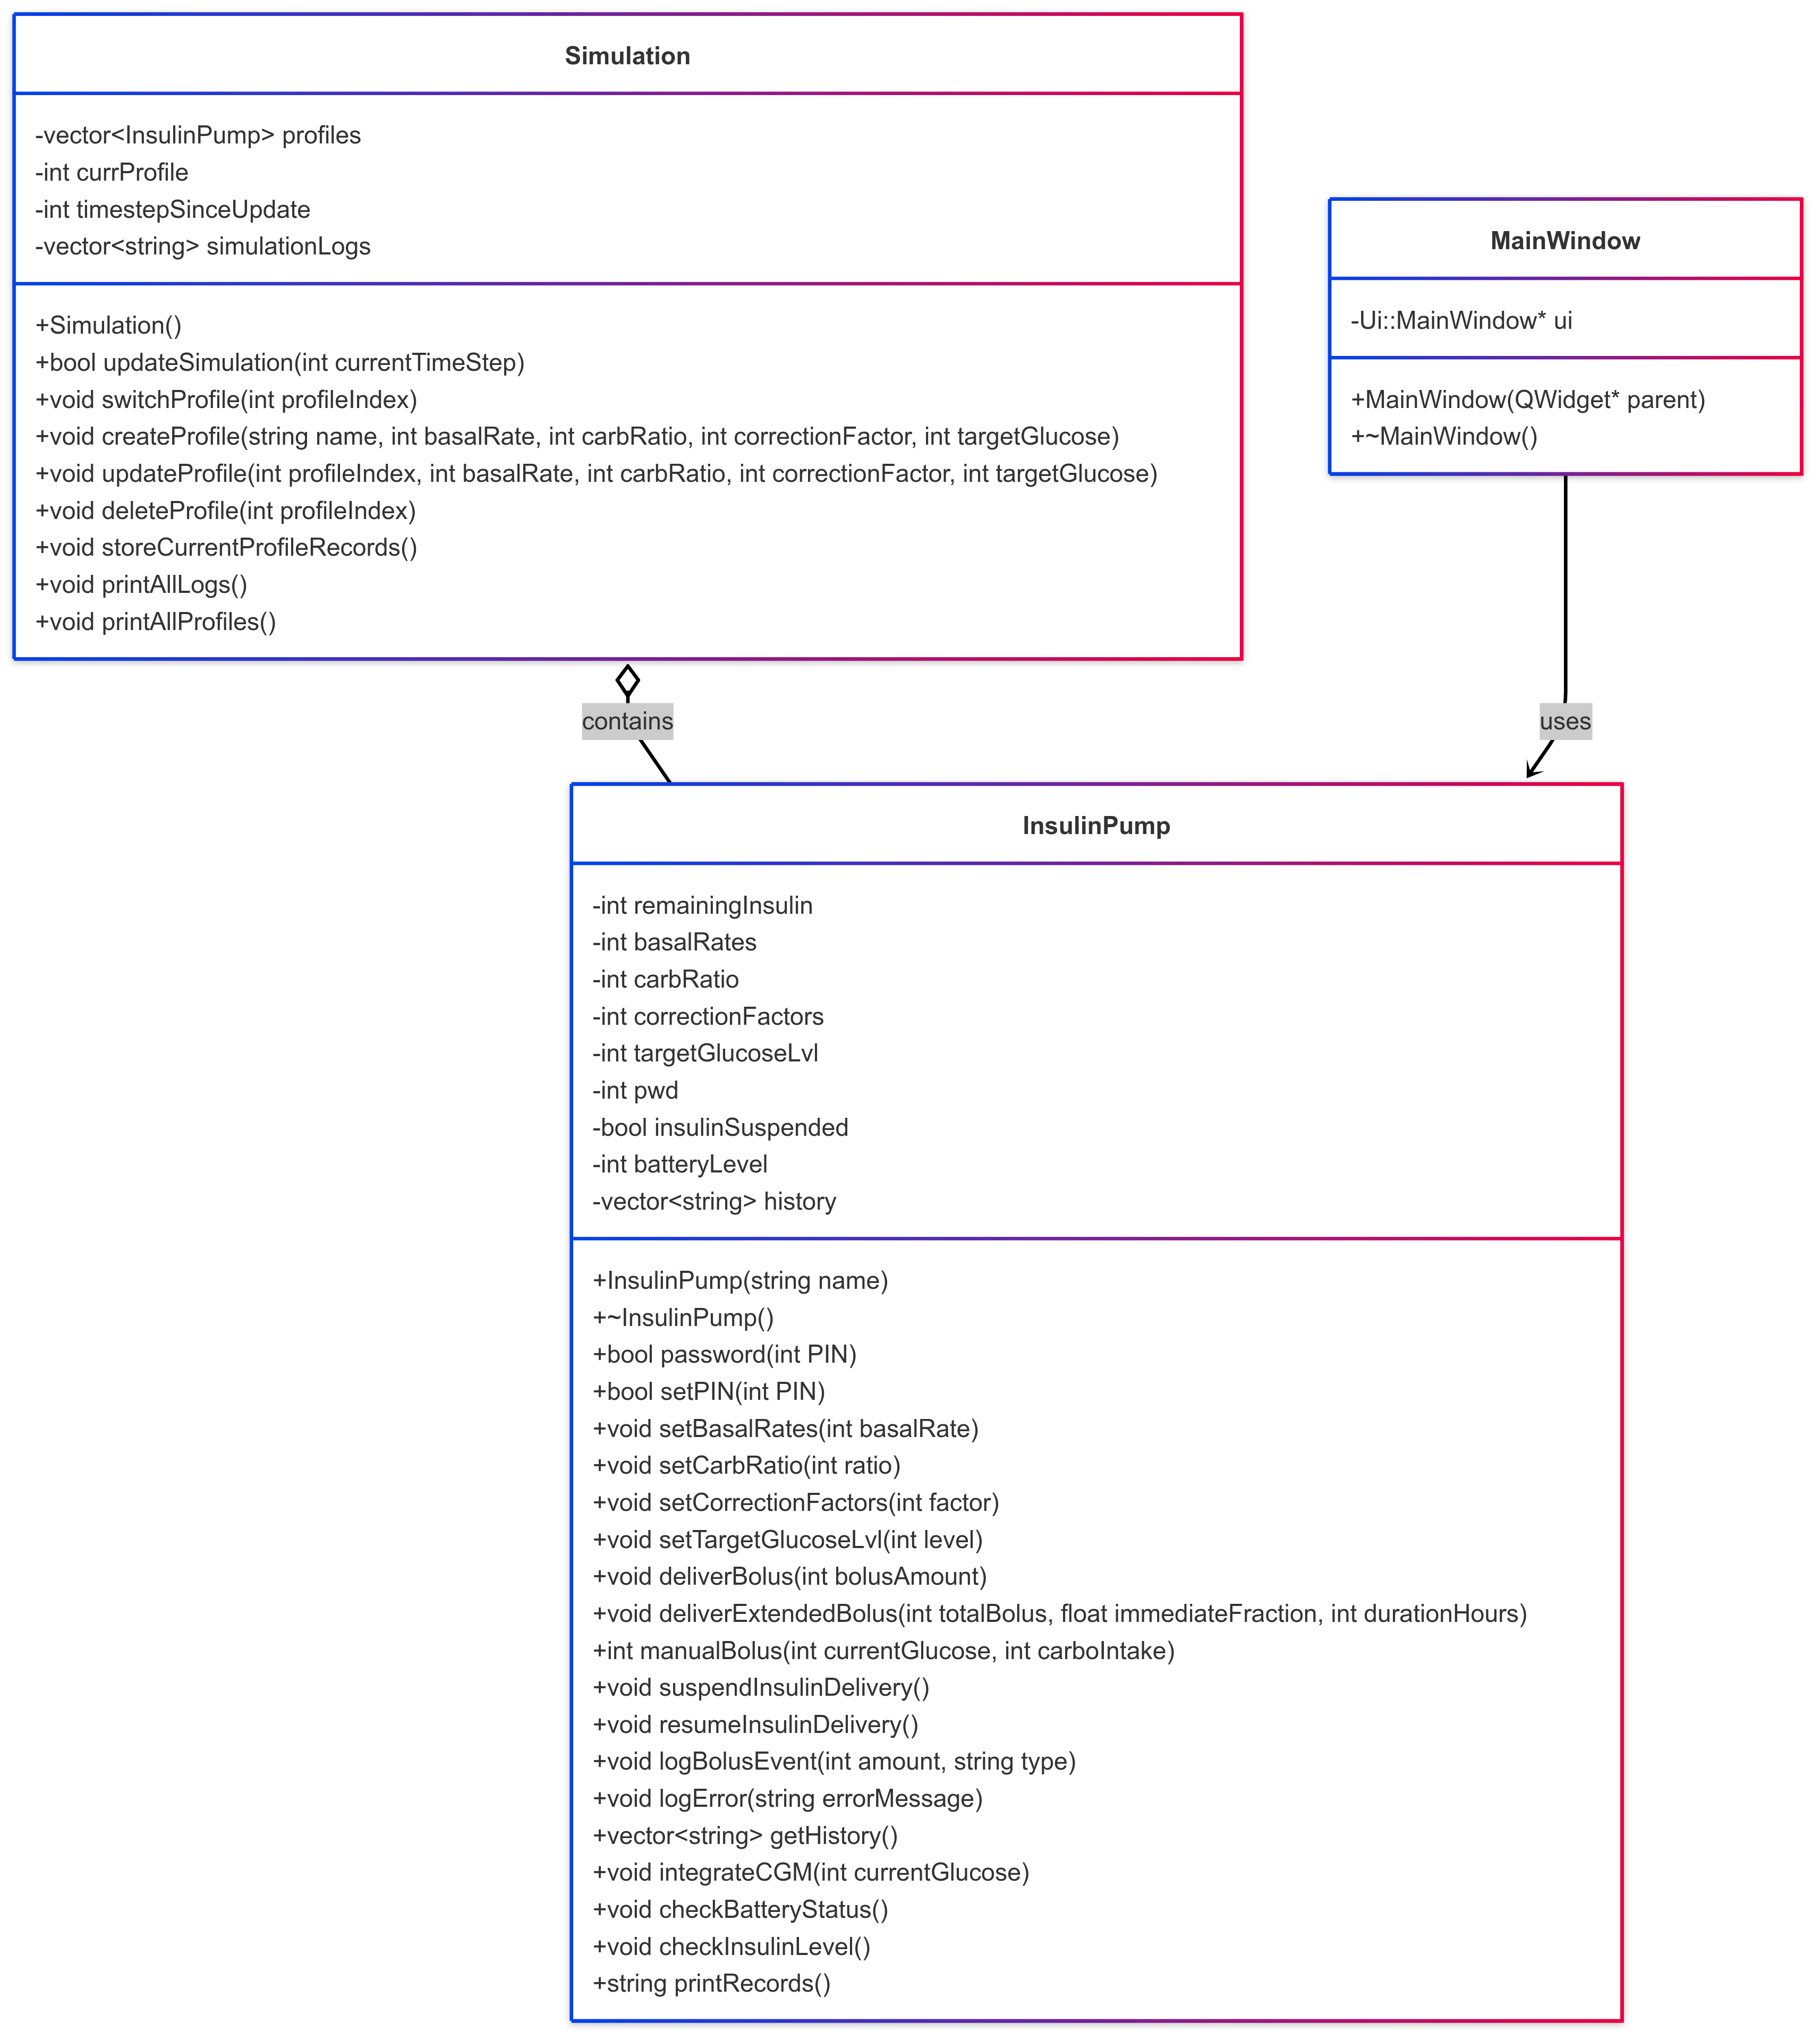 Simulation
-vector<InsulinPump> profiles
-int currProfile
-int timestepSinceUpdate
-vector<string> simulationLogs
+Simulation()
+bool updateSimulation(int currentTimeStep)
+void switchProfile(int profileIndex)
+void createProfile(string name, int basalRate, int carbRatio, int correctionFactor, int targetGlucose)
+void updateProfile(int profileIndex, int basalRate, int carbRatio, int correctionFactor, int targetGlucose)
+void deleteProfile(int profileIndex)
+void storeCurrentProfileRecords()
+void printAllLogs()
+void printAllProfiles()
MainWindow
-Ui::MainWindow* ui
+MainWindow(QWidget* parent)
+~MainWindow()
contains
uses
InsulinPump
-int remainingInsulin
-int basalRates
-int carbRatio
-int correctionFactors
-int targetGlucoseLvl
-int pwd
-bool insulinSuspended
-int batteryLevel
-vector<string> history
+InsulinPump(string name)
+~InsulinPump()
+bool password(int PIN)
+bool setPIN(int PIN)
+void setBasalRates(int basalRate)
+void setCarbRatio(int ratio)
+void setCorrectionFactors(int factor)
+void setTargetGlucoseLvl(int level)
+void deliverBolus(int bolusAmount)
+void deliverExtendedBolus(int totalBolus, float immediateFraction, int durationHours)
+int manualBolus(int currentGlucose, int carboIntake)
+void suspendInsulinDelivery()
+void resumeInsulinDelivery()
+void logBolusEvent(int amount, string type)
+void logError(string errorMessage)
+vector<string> getHistory()
+void integrateCGM(int currentGlucose)
+void checkBatteryStatus()
+void checkInsulinLevel()
+string printRecords()